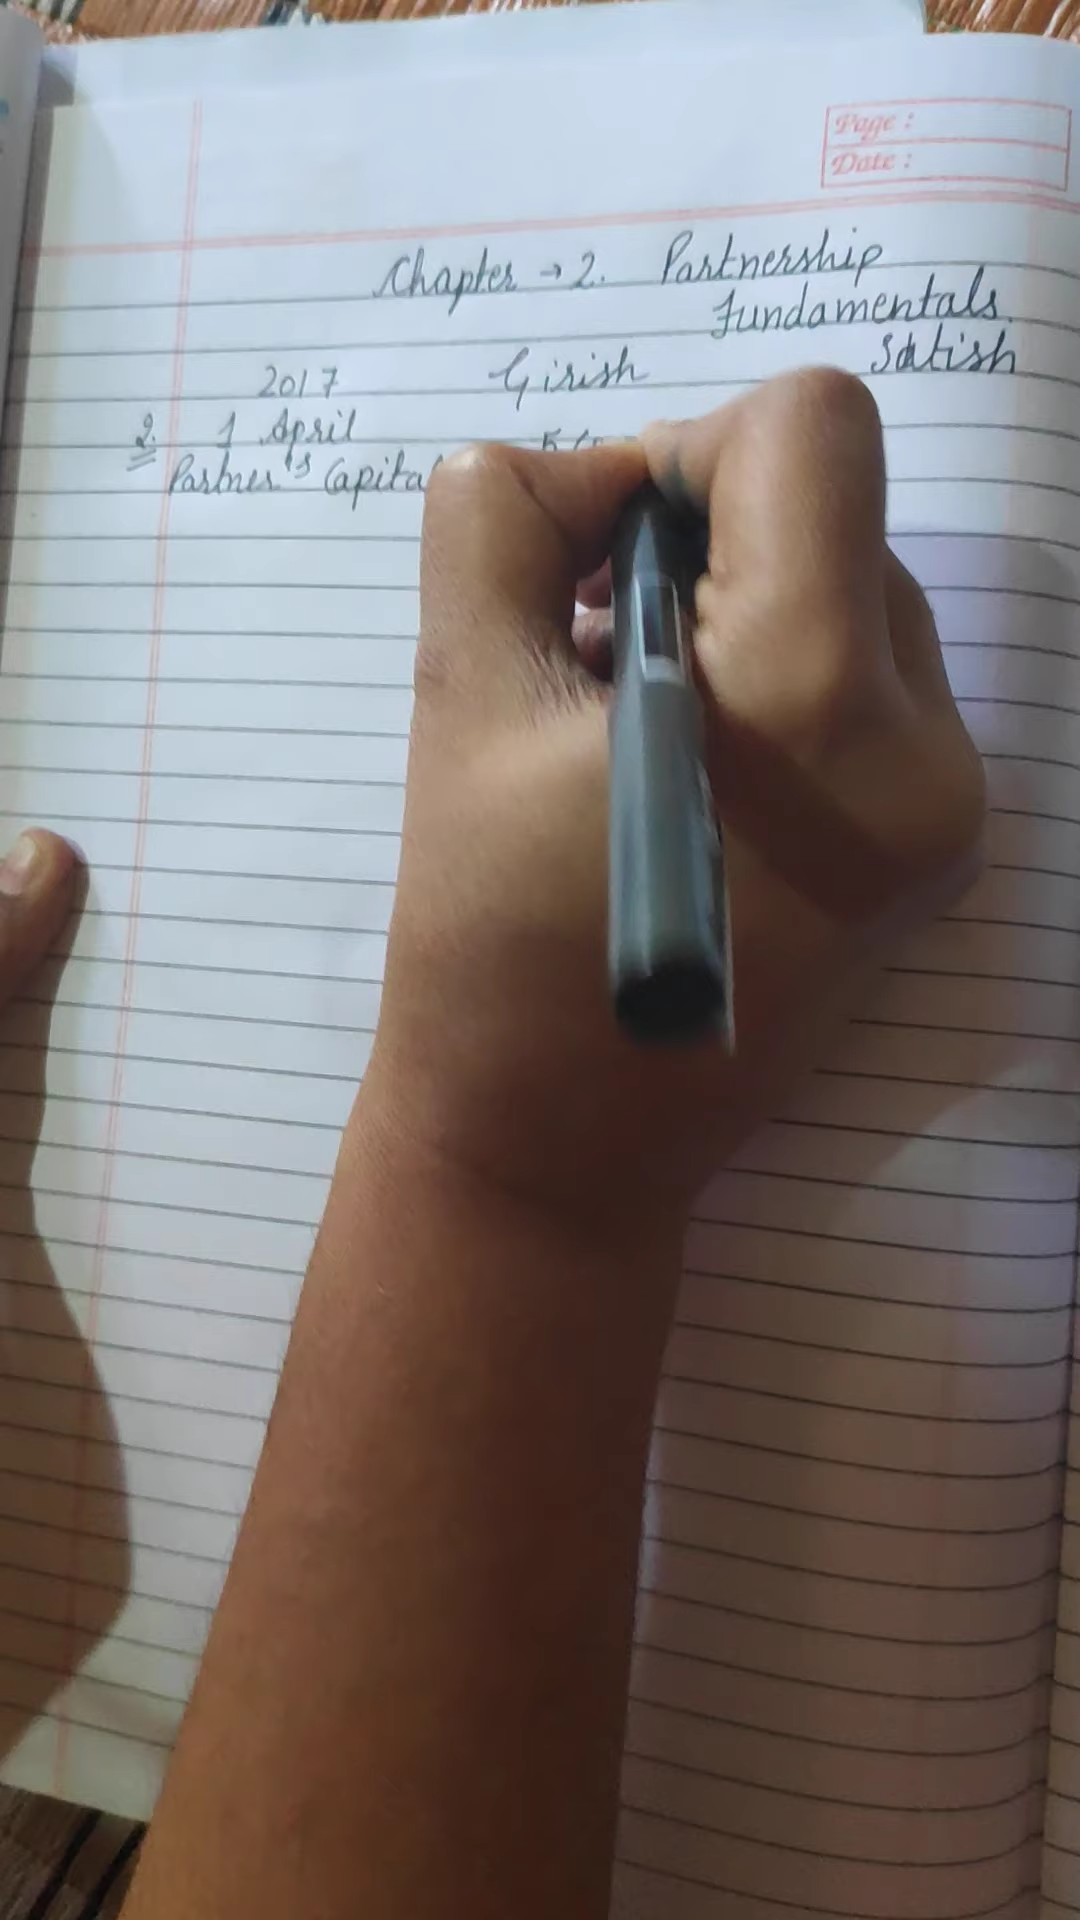 Page :
Date :
Chapter → 2. Partnership
Fundamentals.
2017 Girish Satish
2. 1 April
Partner's Capital